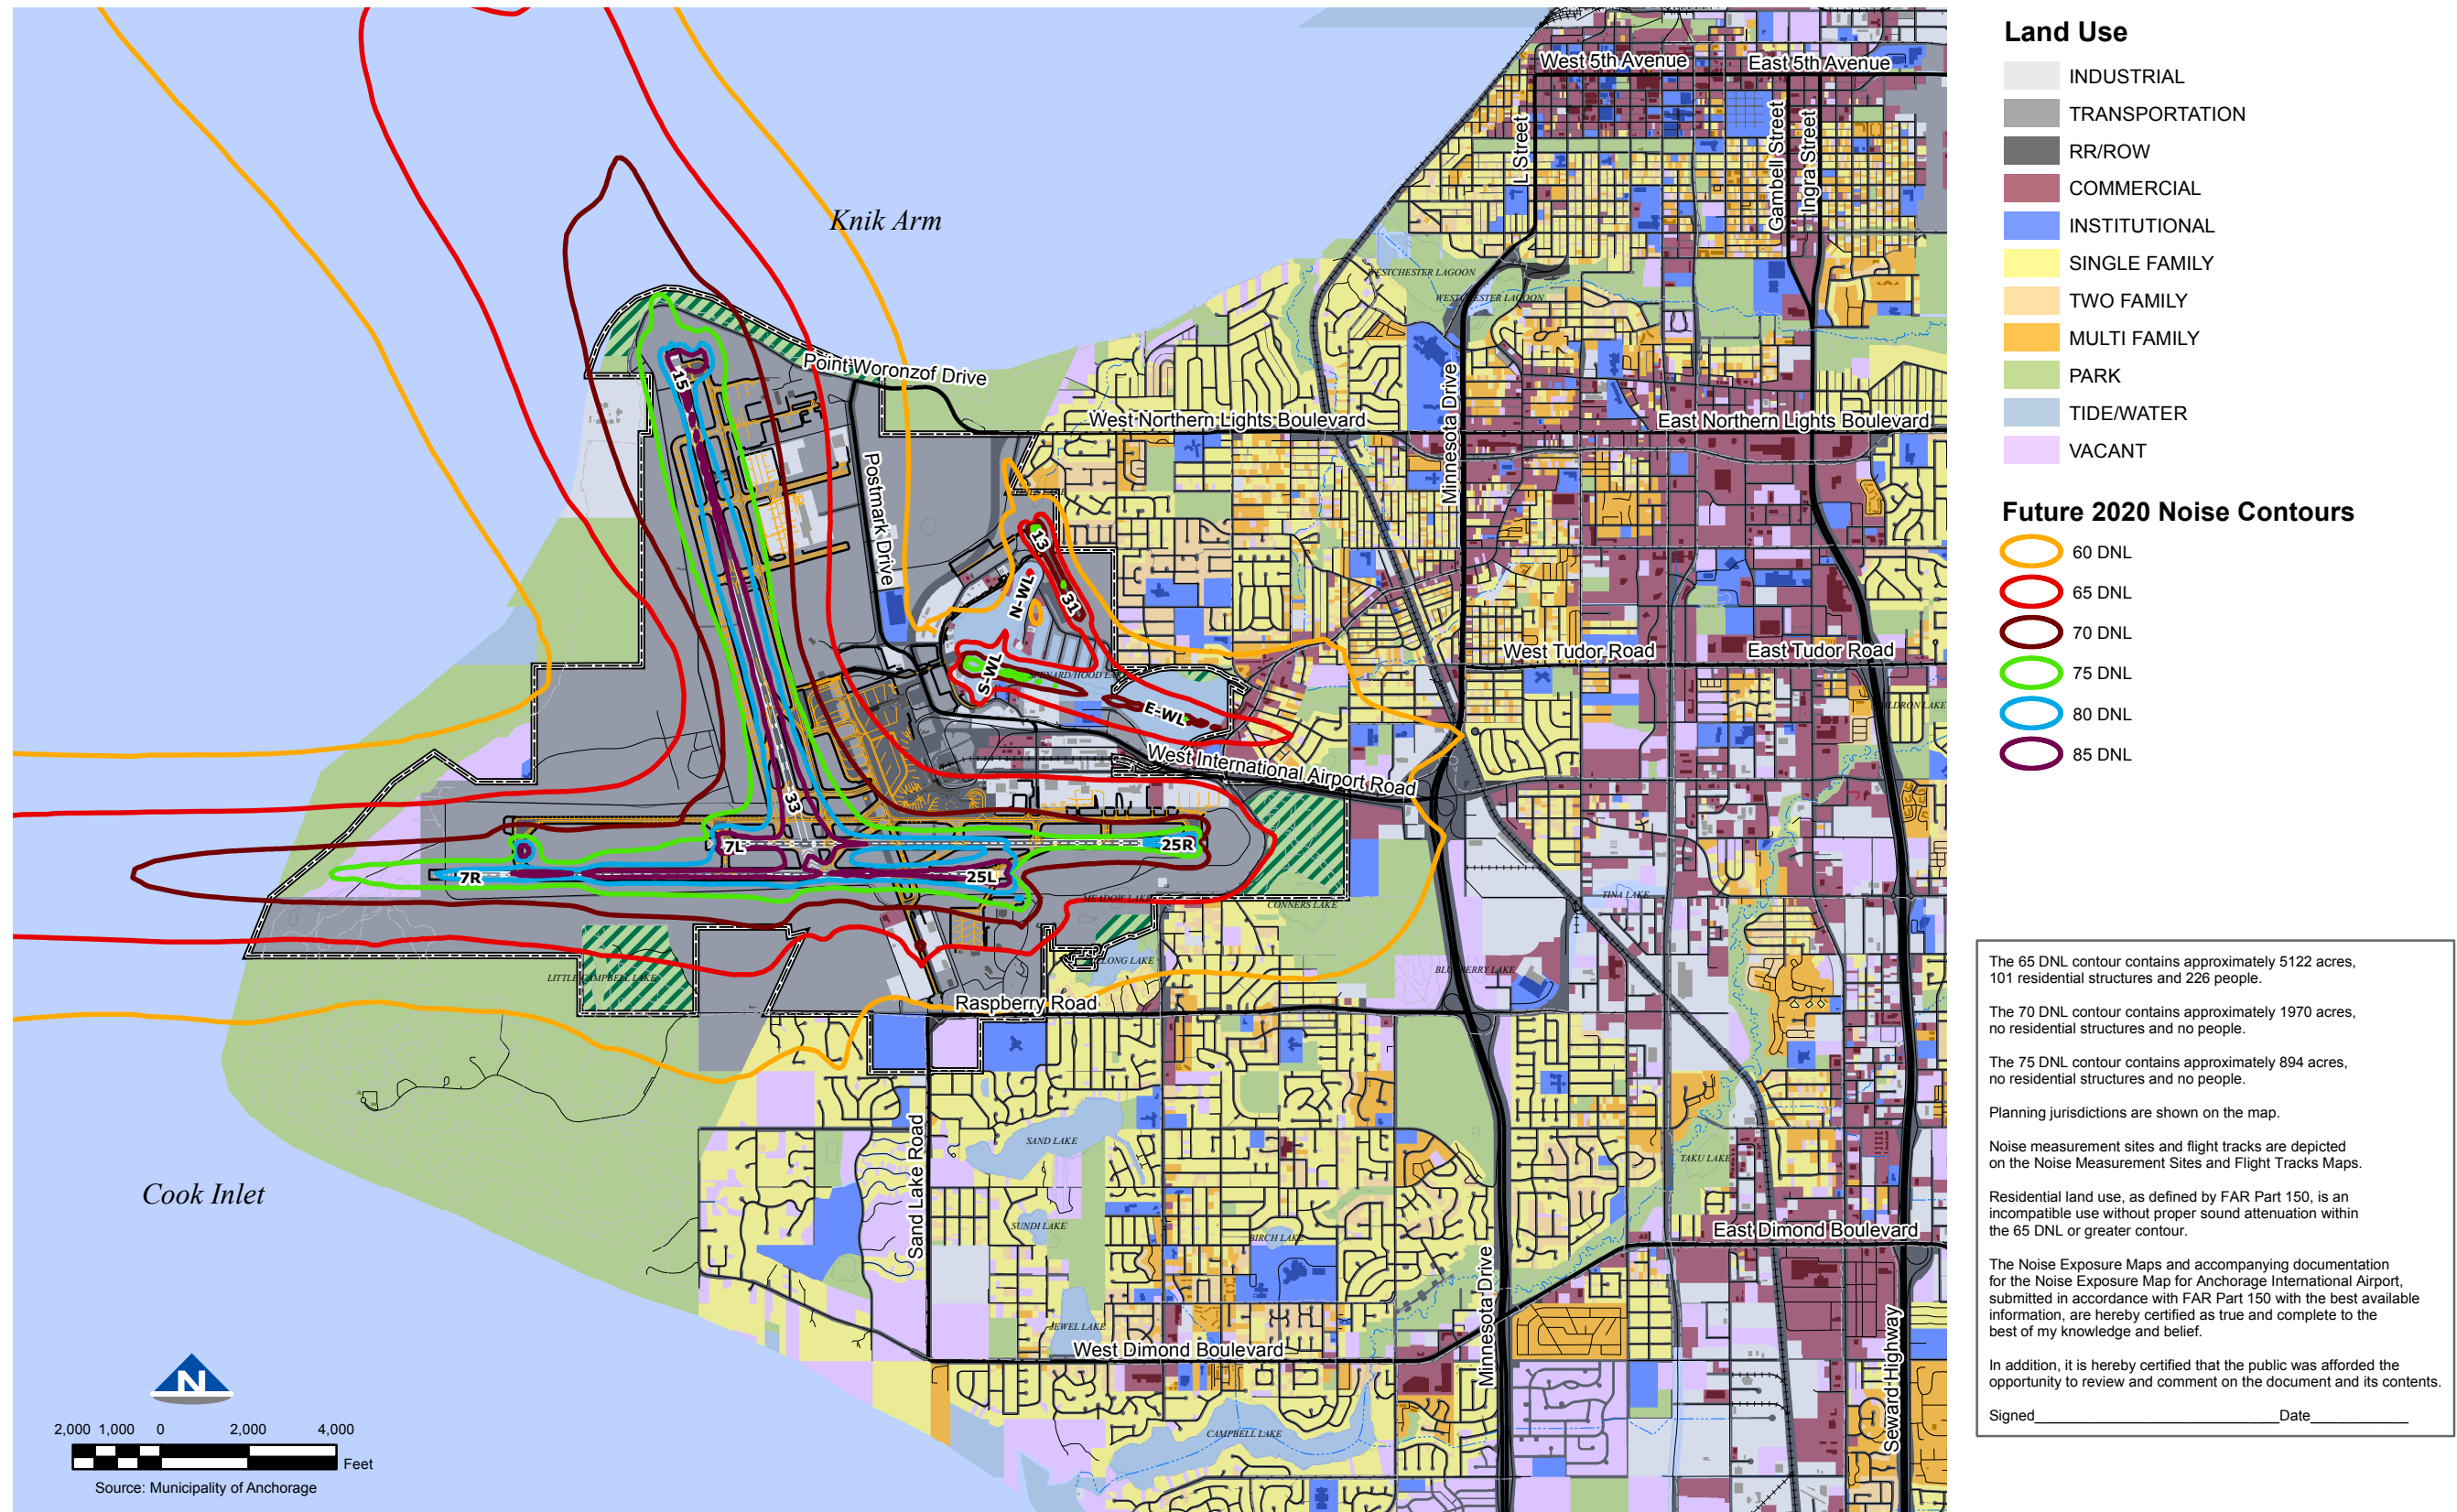 Land Use
INDUSTRIAL
TRANSPORTATION
RR/ROW
COMMERCIAL
INSTITUTIONAL
SINGLE FAMILY
TWO FAMILY
MULTI FAMILY
PARK
TIDE/WATER
VACANT
Future 2020 Noise Contours
60 DNL
65 DNL
70 DNL
75 DNL
80 DNL
85 DNL
The 65 DNL contour contains approximately 5122 acres,
101 residential structures and 226 people.
The 70 DNL contour contains approximately 1970 acres,
no residential structures and no people.
The 75 DNL contour contains approximately 894 acres,
no residential structures and no people.
Planning jurisdictions are shown on the map.
Noise measurement sites and flight tracks are depicted
on the Noise Measurement Sites and Flight Tracks Maps.
Residential land use, as defined by FAR Part 150, is an
incompatible use without proper sound attenuation within
the 65 DNL or greater contour.
The Noise Exposure Maps and accompanying documentation
for the Noise Exposure Map for Anchorage International Airport,
submitted in accordance with FAR Part 150 with the best available
information, are hereby certified as true and complete to the
best of my knowledge and belief.
In addition, it is hereby certified that the public was afforded the
opportunity to review and comment on the document and its contents.
Signed Date
West 5th Avenue
East 5th Avenue
L Street
Gambell Street
Ingra Street
Knik Arm
WESTCHESTER LAGOON
WESTCHESTER LAGOON
Point Woronzof Drive
Minnesota Drive
West Northern Lights Boulevard
East Northern Lights Boulevard
Postmark Drive
15
13
31
N-WL
S-WL
E-WL
SPENARD/HOOD LAKE
West Tudor Road
East Tudor Road
West International Airport Road
33
7L
25R
7R
25L
MEADOW LAKE
CONNERS LAKE
TINA LAKE
LITTLE CAMPBELL LAKE
BLUEBERRY LAKE
Raspberry Road
Sand Lake Road
SAND LAKE
TAKU LAKE
Cook Inlet
SUNDI LAKE
BIRCH LAKE
East Dimond Boulevard
Minnesota Drive
JEWEL LAKE
West Dimond Boulevard
Seward Highway
CAMPBELL LAKE
N
2,000 1,000 0 2,000 4,000
Feet
Source: Municipality of Anchorage